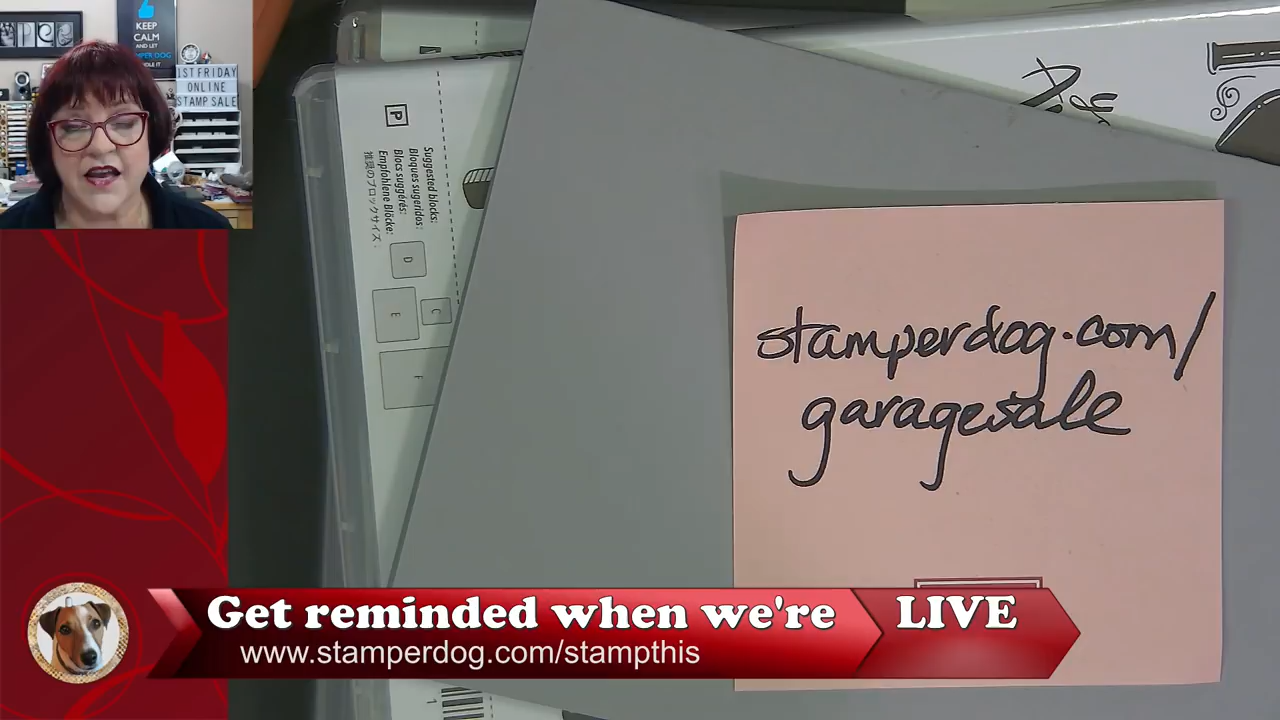 KEEP
CALM
AND LET
1ST FRIDAY
ONLINE
STAMP SALE
P
Suggested blocks:
Bloques sugeridos:
Blocs suggérés:
Empfohlene Blöcke:
推奨のブロックサイズ:
D
E
C
F
stamperdog.com/
garagesale
Get reminded when we're LIVE
www.stamperdog.com/stampthis
1